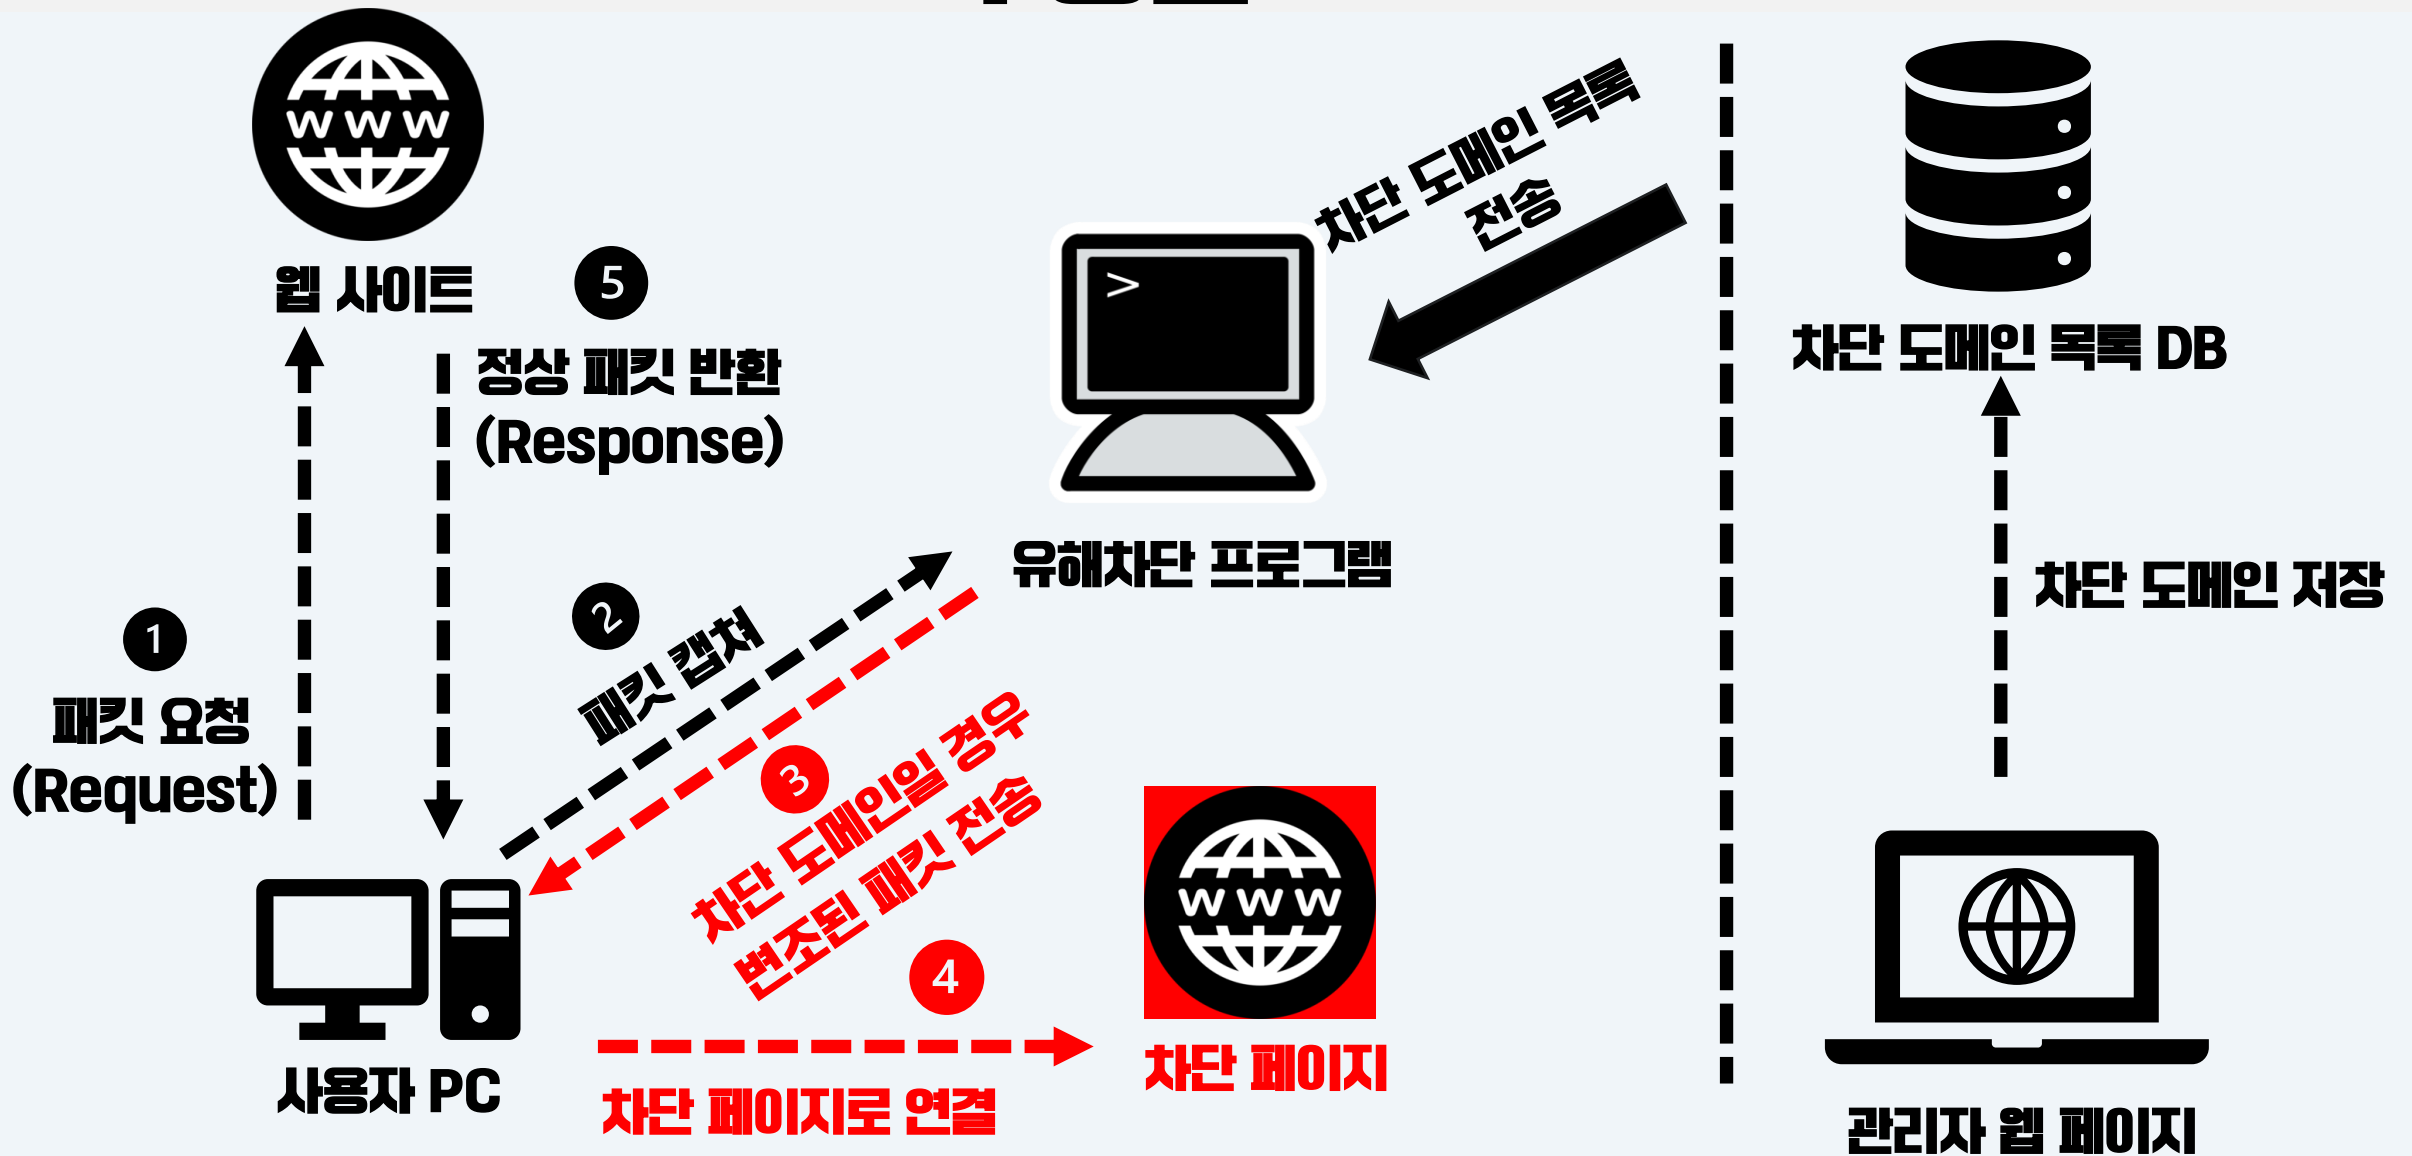 WWW
웹 사이트
5
정상 패킷 반환
(Response)
1
패킷 요청
(Request)
사용자 PC
>
유해차단 프로그램
차단 도메인 목록
전송
2
패킷 캡쳐
3
차단 도메인일 경우
변조된 패킷 전송
4
차단 페이지로 연결
WWW
차단 페이지
차단 도메인 목록 DB
차단 도메인 저장
관리자 웹 페이지